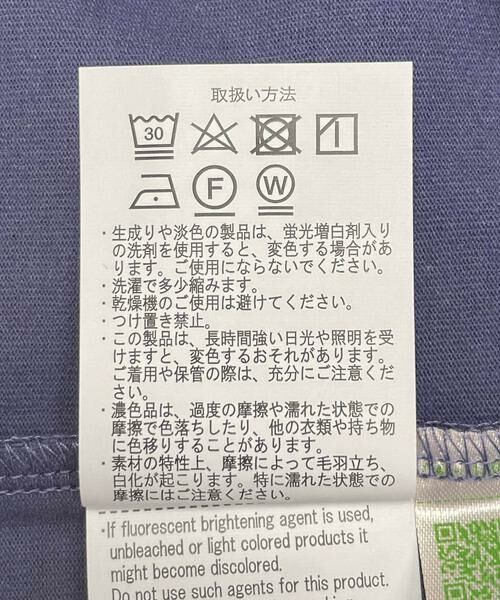 取扱い方法
30
F W
・生成りや淡色の製品は、蛍光増白剤入り
の洗剤を使用すると、変色する場合があ
ります。ご使用にならないでください。
・洗濯で多少縮みます。
・乾燥機のご使用は避けてください。
・つけ置き禁止。
・この製品は、長時間強い日光や照明を受
けますと、変色するおそれがあります。
ご着用や保管の際は、充分にご注意くだ
さい。
・濃色品は、過度の摩擦や濡れた状態での
摩擦で色落ちしたり、他の衣類や持ち物
に色移りすることがあります。
・素材の特性上、摩擦によって毛羽立ち、
白化が起こります。特に濡れた状態での
摩擦にはご注意ください。
・If fluorescent brightening agent is used,
unbleached or light colored products it
might become discolored.
Do not use such agents for this product.